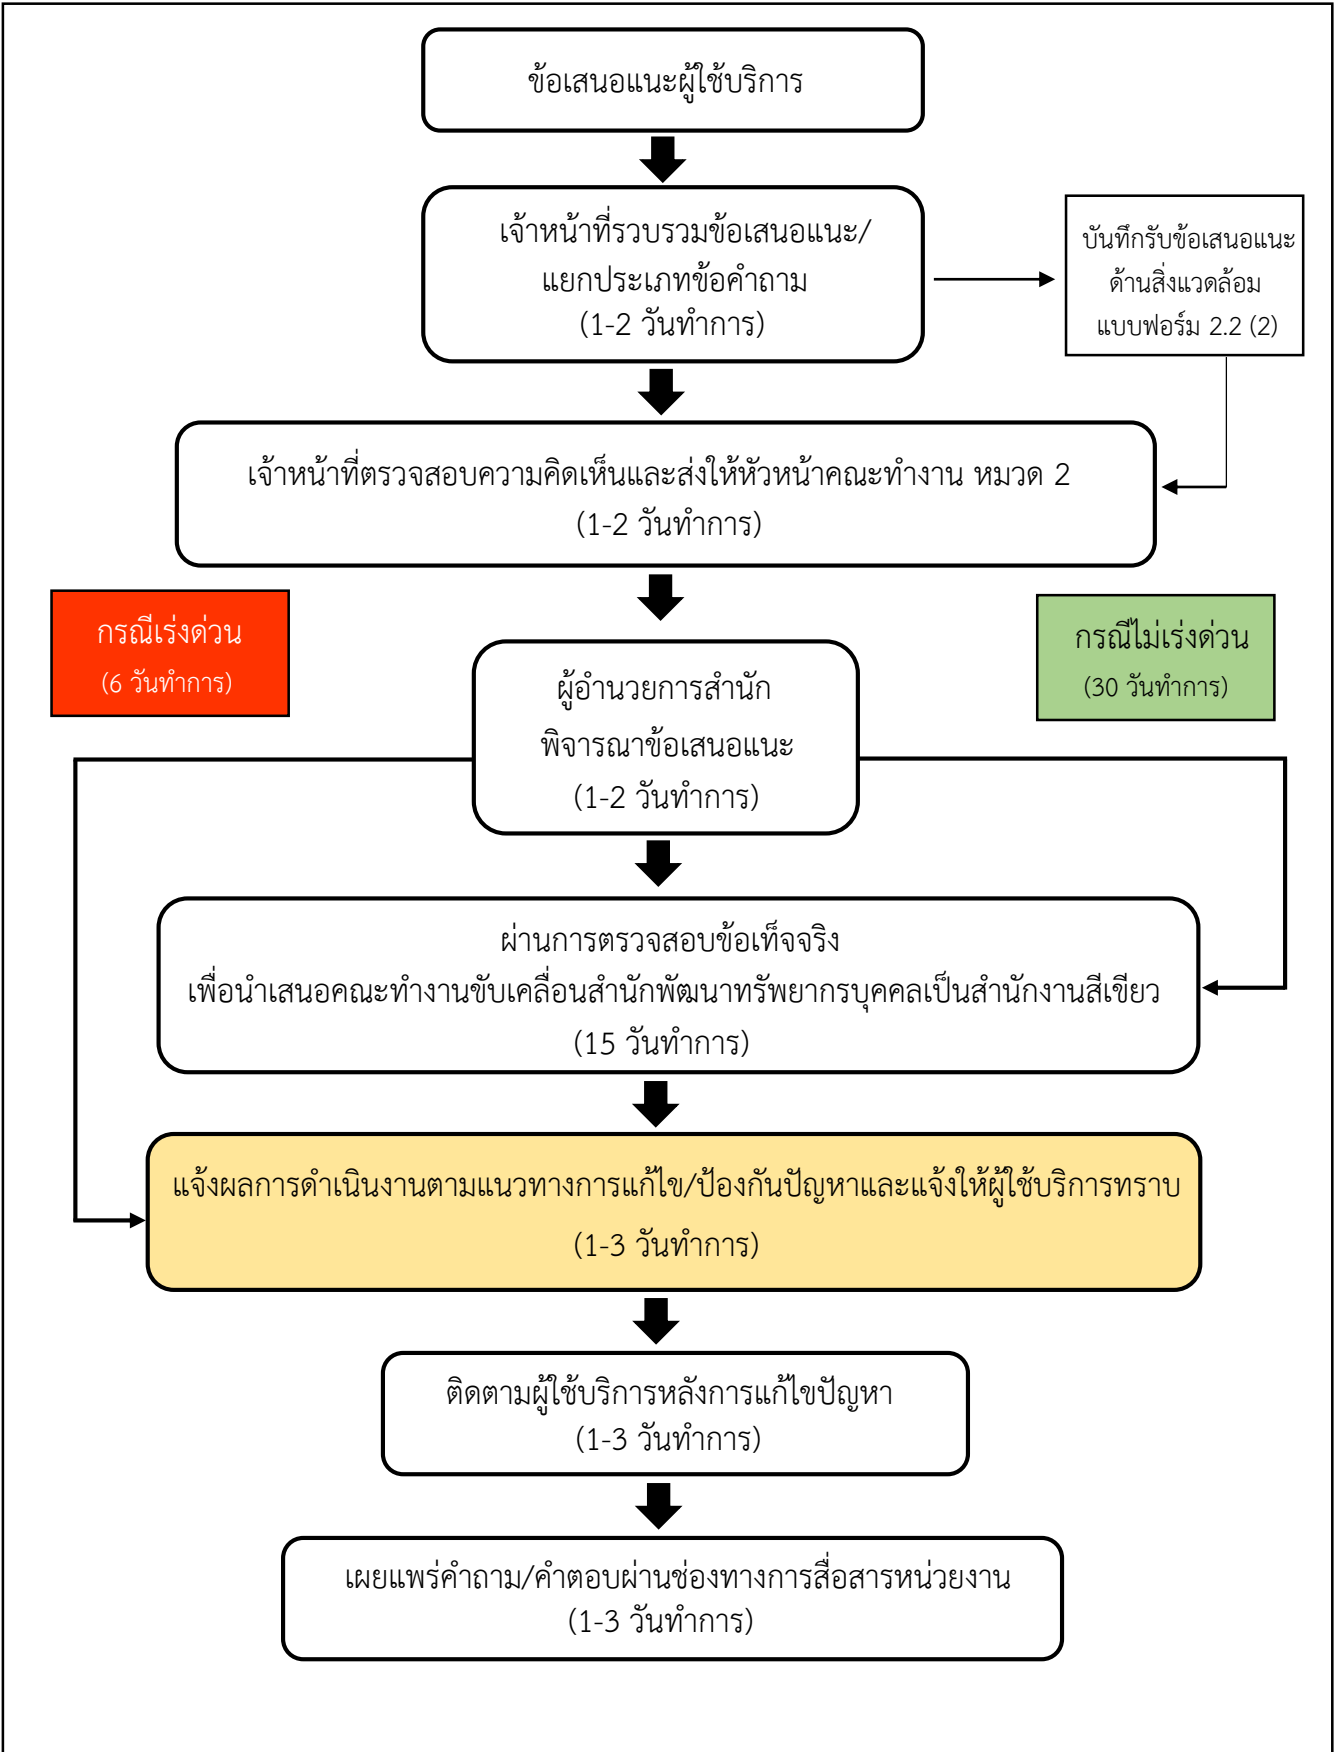 ข้อเสนอแนะผู้ใช้บริการ
เจ้าหน้าที่รวบรวมข้อเสนอแนะ/
แยกประเภทข้อคำถาม
(1-2 วันทำการ)
บันทึกรับข้อเสนอแนะ
ด้านสิ่งแวดล้อม
แบบฟอร์ม 2.2 (2)
เจ้าหน้าที่ตรวจสอบความคิดเห็นและส่งให้หัวหน้าคณะทำงาน หมวด 2
(1-2 วันทำการ)
กรณีเร่งด่วน
(6 วันทำการ)
กรณีไม่เร่งด่วน
(30 วันทำการ)
ผู้อำนวยการสำนัก
พิจารณาข้อเสนอแนะ
(1-2 วันทำการ)
ผ่านการตรวจสอบข้อเท็จจริง
เพื่อนำเสนอคณะทำงานขับเคลื่อนสำนักพัฒนาทรัพยากรบุคคลเป็นสำนักงานสีเขียว
(15 วันทำการ)
แจ้งผลการดำเนินงานตามแนวทางการแก้ไข/ป้องกันปัญหาและแจ้งให้ผู้ใช้บริการทราบ
(1-3 วันทำการ)
ติดตามผู้ใช้บริการหลังการแก้ไขปัญหา
(1-3 วันทำการ)
เผยแพร่คำถาม/คำตอบผ่านช่องทางการสื่อสารหน่วยงาน
(1-3 วันทำการ)